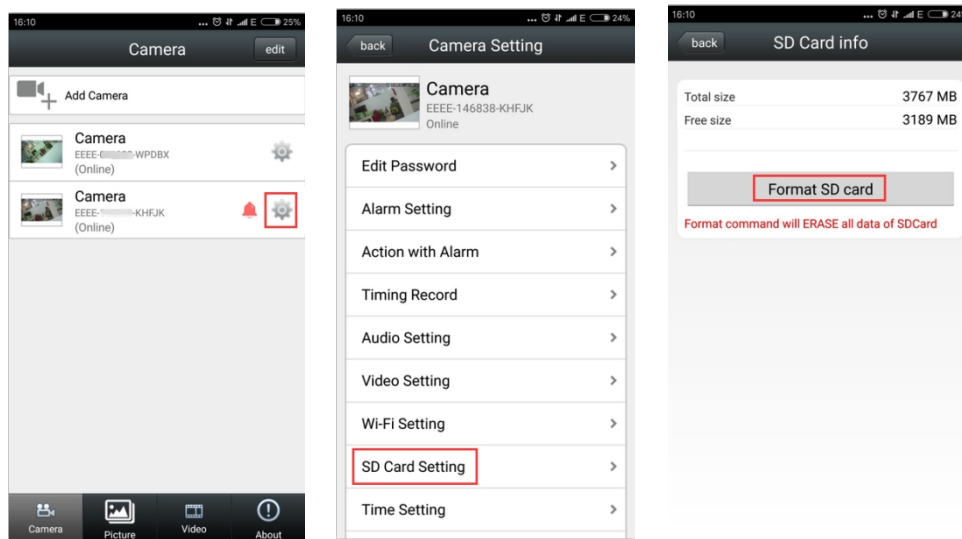 16:10
... E 25%
Camera
edit
Add Camera
Camera
EEEE- -WPDBX
(Online)
Camera
EEEE- -KHFJK
(Online)
Camera
Picture
Video
About
16:10
... E 24%
back
Camera Setting
Camera
EEEE-146838-KHFJK
Online
Edit Password
Alarm Setting
Action with Alarm
Timing Record
Audio Setting
Video Setting
Wi-Fi Setting
SD Card Setting
Time Setting
16:10
... E 24
back
SD Card info
Total size 3767 MB
Free size 3189 MB
Format SD card
Format command will ERASE all data of SDCard